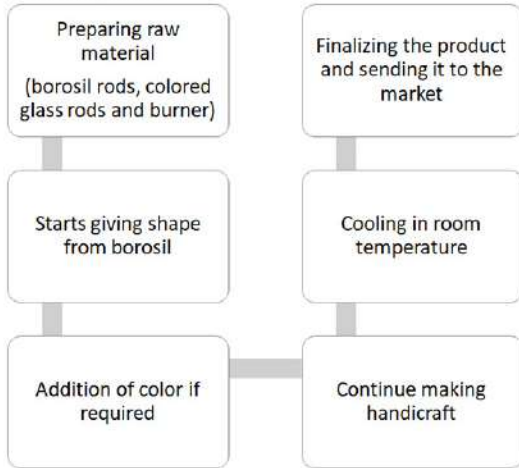 Preparing raw
material
(borosil rods, colored
glass rods and burner)
Starts giving shape
from borosil
Addition of color if
required
Continue making
handicraft
Cooling in room
temperature
Finalizing the product
and sending it to the
market